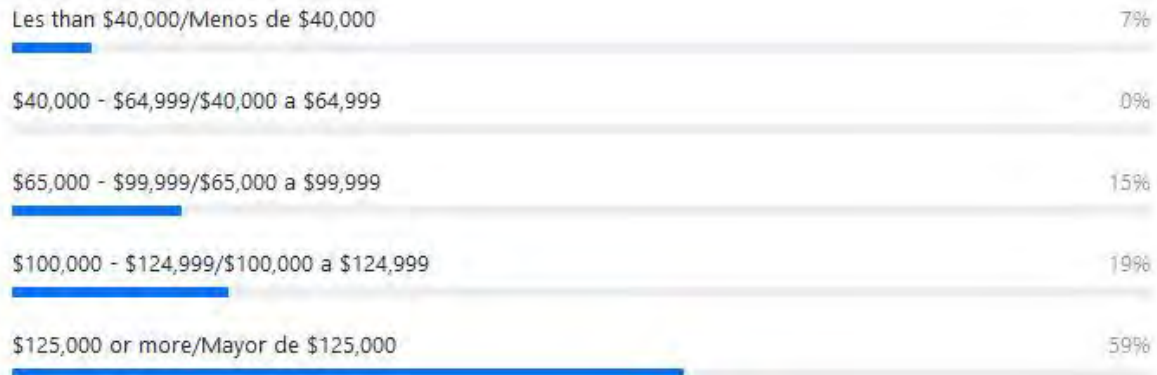 Les than $40,000/Menos de $40,000 7%
$40,000 - $64,999/$40,000 a $64,999 0%
$65,000 - $99,999/$65,000 a $99,999 15%
$100,000 - $124,999/$100,000 a $124,999 19%
$125,000 or more/Mayor de $125,000 59%